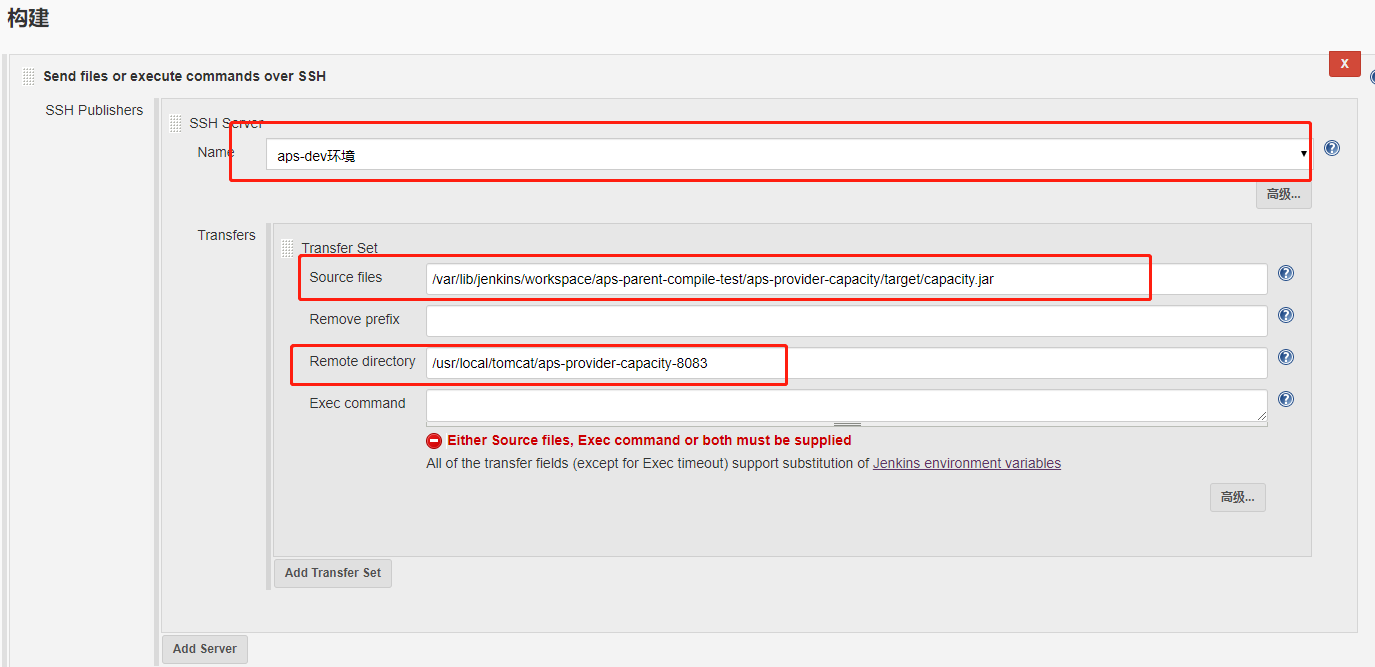 构建
Send files or execute commands over SSH
X
SSH Publishers
SSH Server
Name
aps-dev环境
高级...
Transfers
Transfer Set
Source files
/var/lib/jenkins/workspace/aps-parent-compile-test/aps-provider-capacity/target/capacity.jar
Remove prefix
Remote directory
/usr/local/tomcat/aps-provider-capacity-8083
Exec command
Either Source files, Exec command or both must be supplied
All of the transfer fields (except for Exec timeout) support substitution of Jenkins environment variables
高级...
Add Transfer Set
Add Server